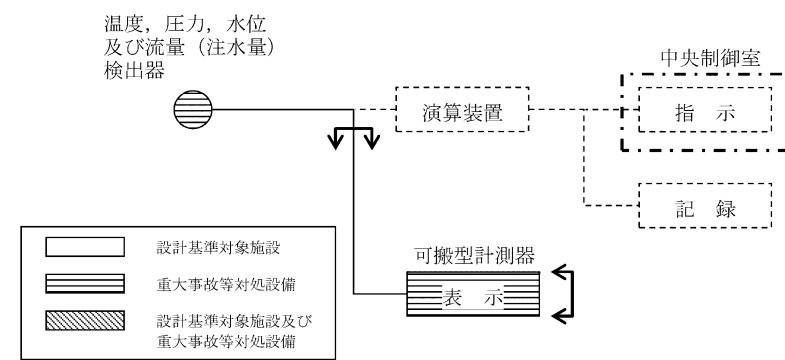 温度，圧力，水位
及び流量（注水量）
検出器
中央制御室
演算装置
指　示
記　録
可搬型計測器
表　示
設計基準対象施設
重大事故等対処設備
設計基準対象施設及び
重大事故等対処設備